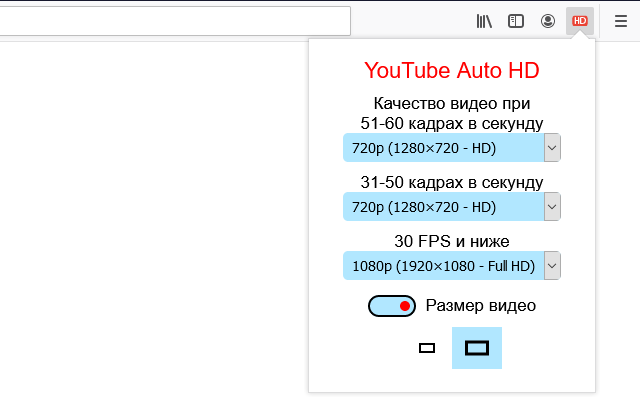 HD
YouTube Auto HD
Качество видео при
51-60 кадрах в секунду
720p (1280×720 - HD)
31-50 кадрах в секунду
720p (1280×720 - HD)
30 FPS и ниже
1080p (1920×1080 - Full HD)
Размер видео